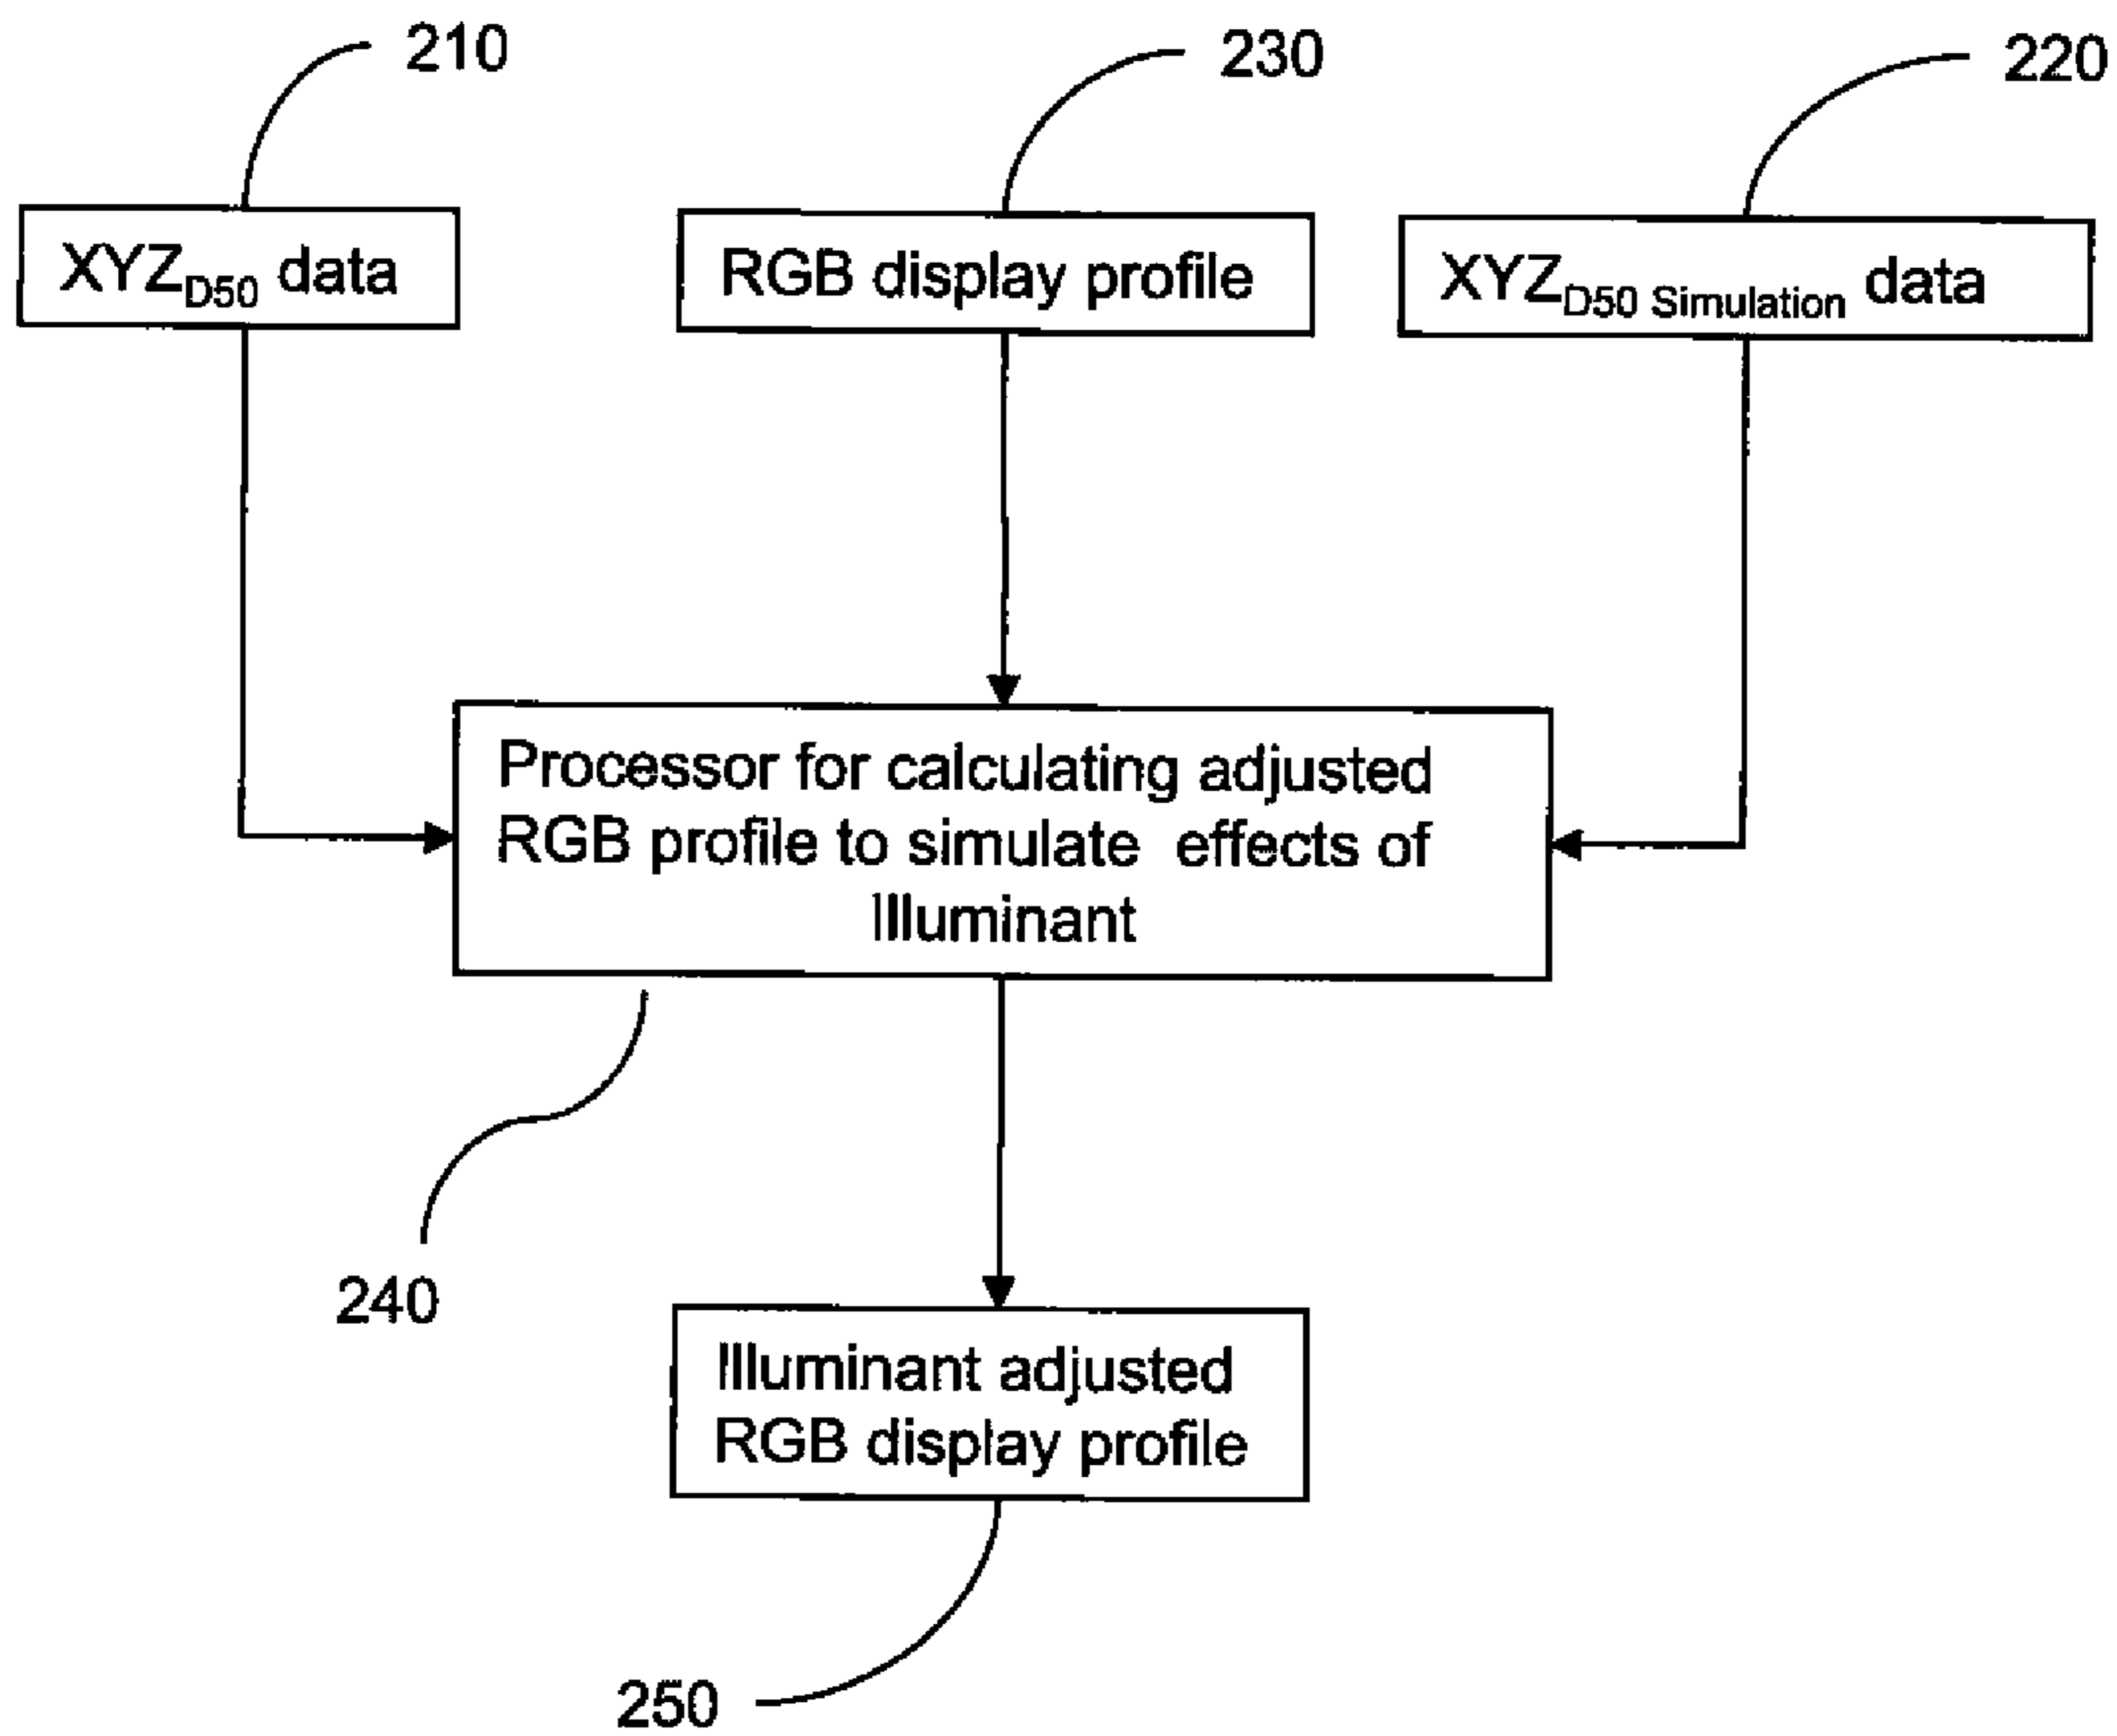 210
230
220
XYZD50 data
RGB display profile
XYZD50 Simulation data
Processor for calculating adjusted
RGB profile to simulate effects of
Illuminant
240
Illuminant adjusted
RGB display profile
250